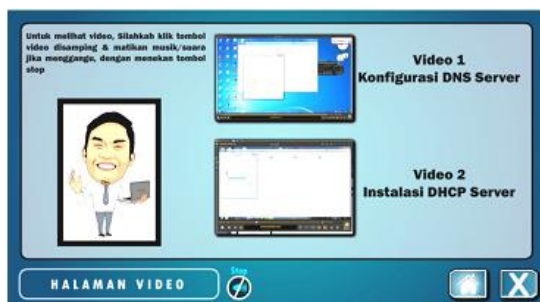 Untuk melihat video, Silahkab klik tombol
video disamping & matikan musik/suara
jika menggangu, dengan menekan tombol
stop
Video 1
Konfigurasi DNS Server
Video 2
Instalasi DHCP Server
HALAMAN VIDEO
Stop
X